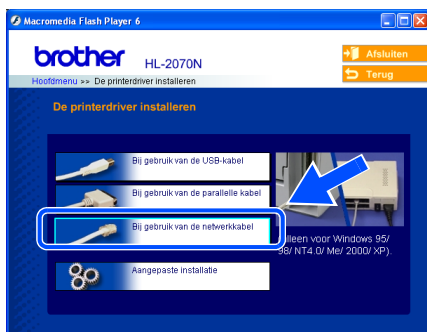 Macromedia Flash Player 6
brother
HL-2070N
Afsluiten
Terug
Hoofdmenu >> De printerdriver installeren
De printerdriver installeren
Bij gebruik van de USB-kabel
Bij gebruik van de parallelle kabel
Bij gebruik van de netwerkkabel
Aangepaste installatie
lleen voor Windows 95/
98/ NT4.0/ Me/ 2000/ XP).